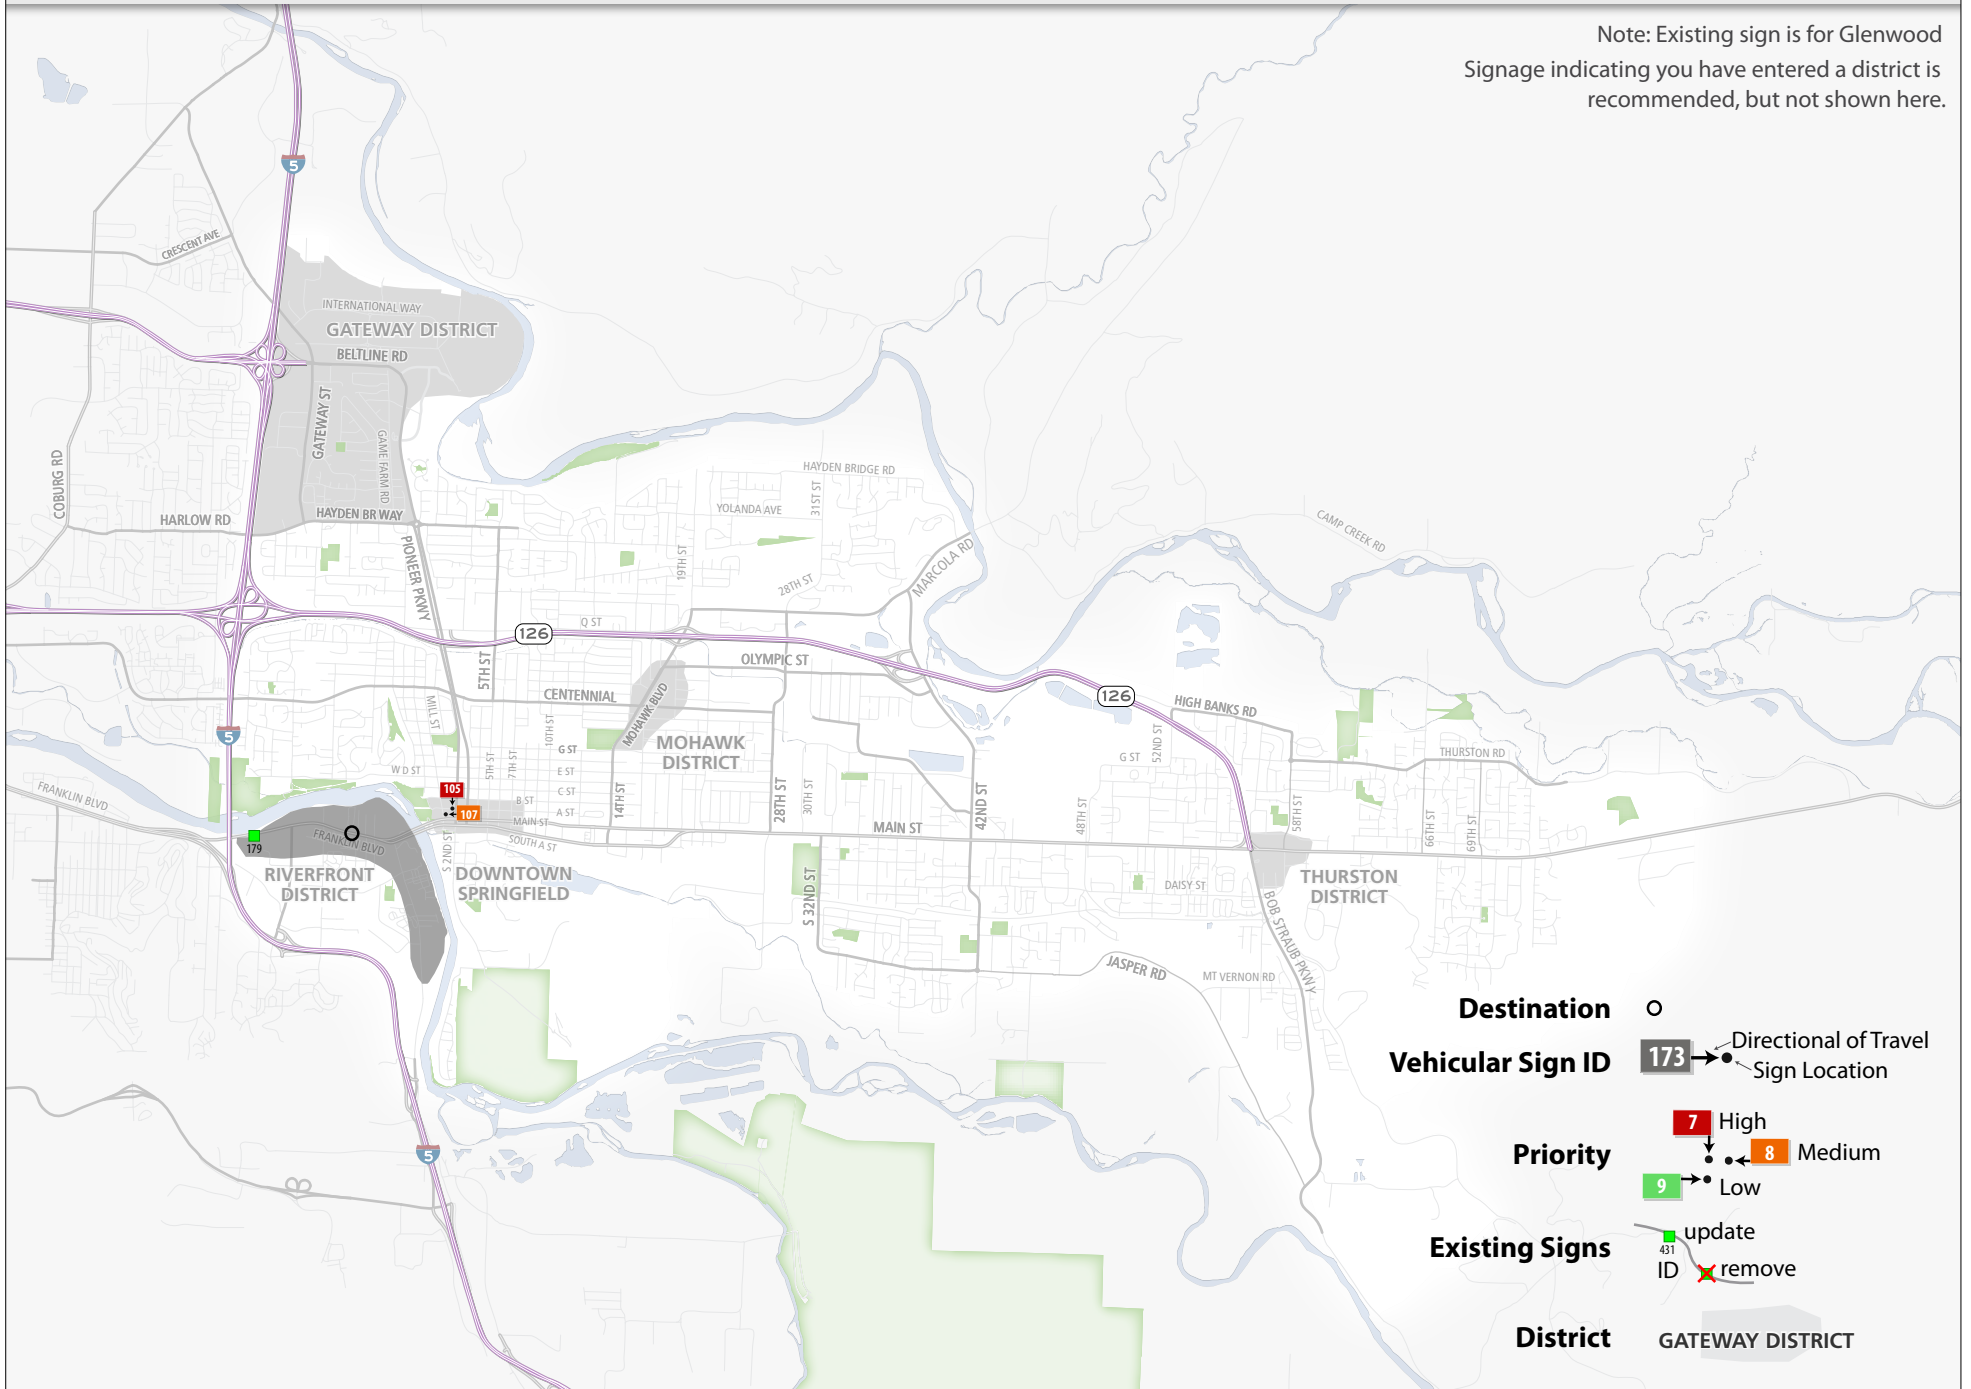 Note: Existing sign is for Glenwood
Signage indicating you have entered a district is
recommended, but not shown here.
5
CRESCENT AVE
INTERNATIONAL WAY
GATEWAY DISTRICT
BELTLINE RD
GATEWAY ST
GAME FARM RD
COBURG RD
HARLOW RD
HAYDEN BR WAY
PIONEER PKWY
HAYDEN BRIDGE RD
YOLANDA AVE
31ST ST
19TH ST
28TH ST
MARCOLA RD
CAMP CREEK RD
126
Q ST
5TH ST
OLYMPIC ST
CENTENNIAL
MOHAWK BLVD
126
HIGH BANKS RD
MILL ST
10TH ST
G ST
MOHAWK
DISTRICT
5TH ST
7TH ST
E ST
C ST
B ST
A ST
MAIN ST
SOUTH A ST
14TH ST
28TH ST
30TH ST
42ND ST
48TH ST
G ST
52ND ST
58TH ST
THURSTON RD
66TH ST
69TH ST
5
FRANKLIN BLVD
W D ST
105
107
FRANKLIN BLVD
179
S 2ND ST
MAIN ST
RIVERFRONT
DISTRICT
DOWNTOWN
SPRINGFIELD
S 32ND ST
DAISY ST
THURSTON
DISTRICT
BOB STRAUB PKWY
JASPER RD
MT VERNON RD
5
Destination
Vehicular Sign ID
173
Directional of Travel
Sign Location
Priority
7
High
8
Medium
9
Low
Existing Signs
update
431
ID
remove
District
GATEWAY DISTRICT